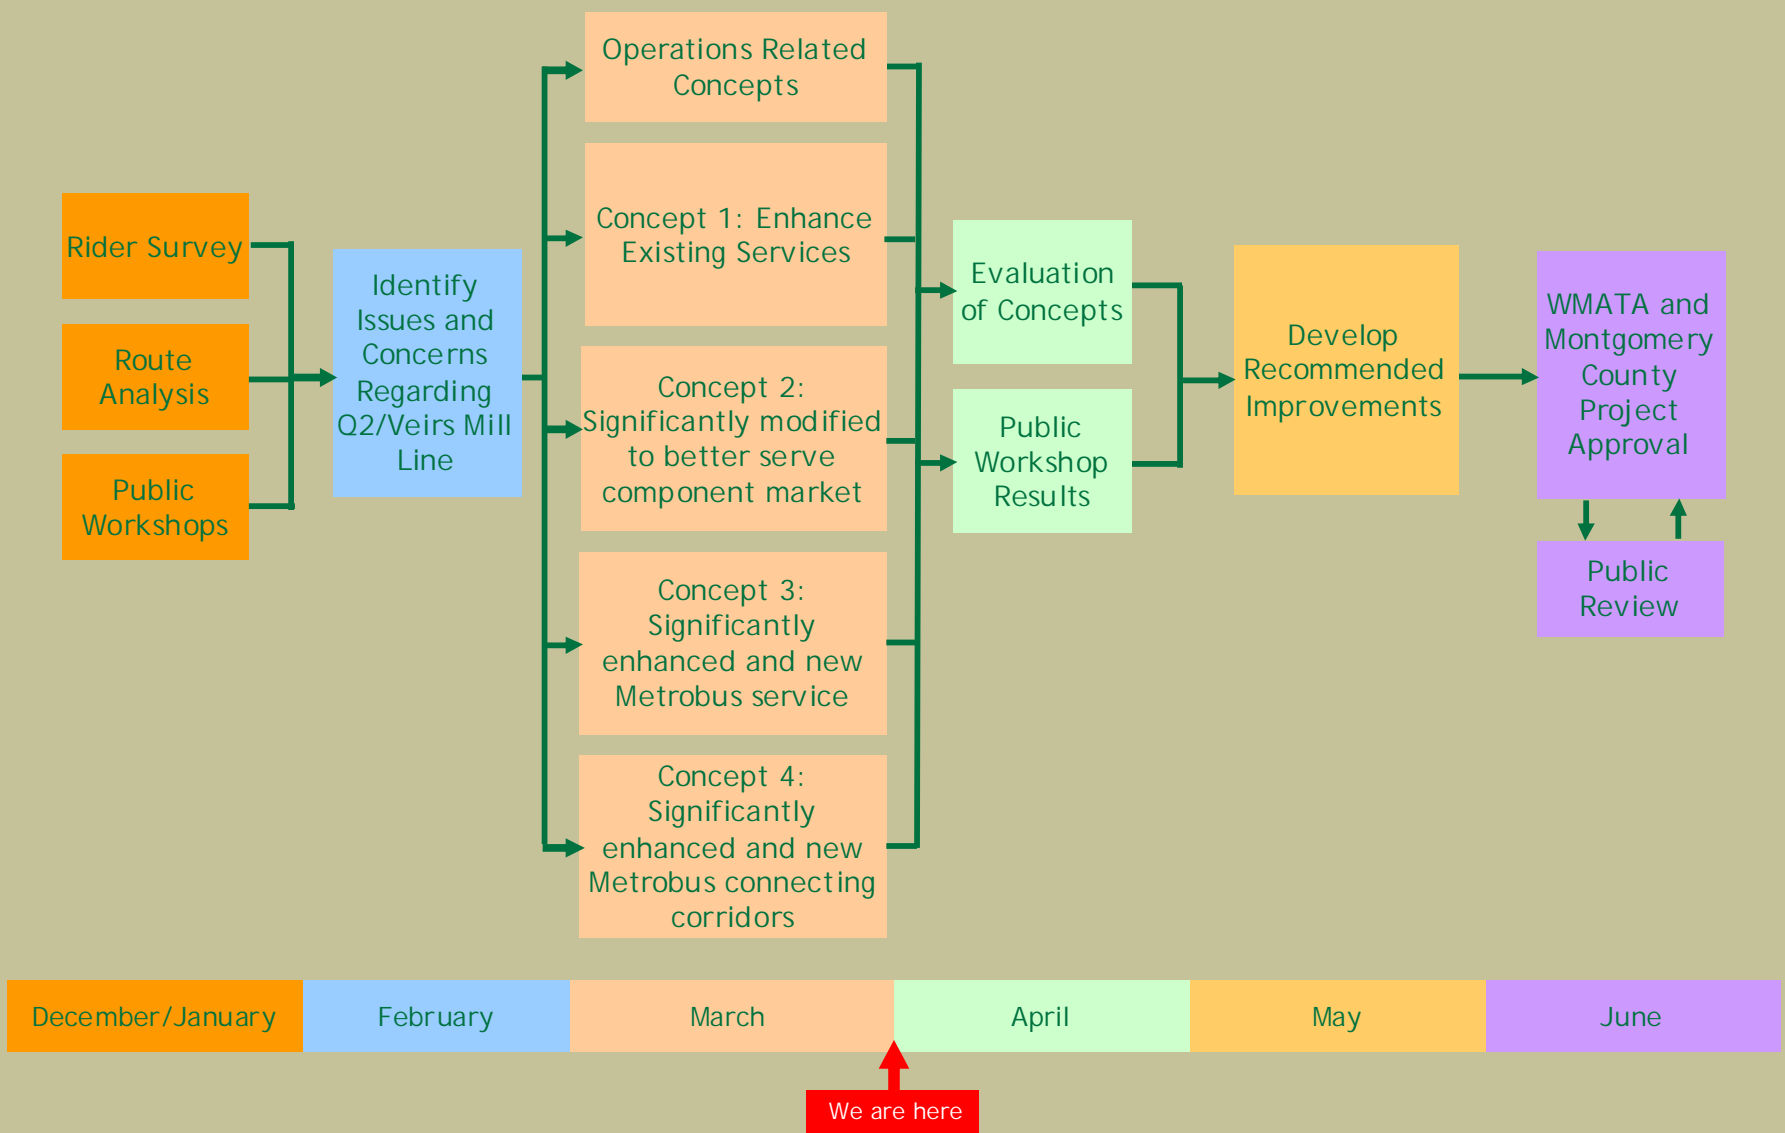 Rider Survey
Route
Analysis
Public
Workshops
Identify
Issues and
Concerns
Regarding
Q2/Veirs Mill
Line
Operations Related
Concepts
Concept 1: Enhance
Existing Services
Concept 2:
Significantly modified
to better serve
component market
Concept 3:
Significantly
enhanced and new
Metrobus service
Concept 4:
Significantly
enhanced and new
Metrobus connecting
corridors
Evaluation
of Concepts
Public
Workshop
Results
Develop
Recommended
Improvements
WMATA and
Montgomery
County
Project
Approval
Public
Review
December/January
February
March
April
May
June
We are here